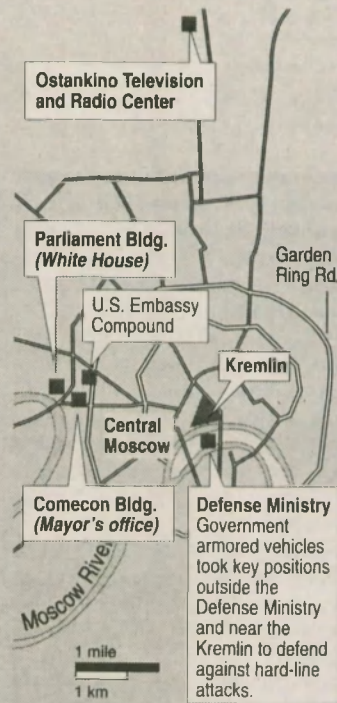 Ostankino Television
and Radio Center
Parliament Bldg.
(White House)
Garden
Ring Rd.
U.S. Embassy
Compound
Kremlin
Central
Moscow
Comecon Bldg.
(Mayor's office)
Defense Ministry
Government
armored vehicles
took key positions
outside the
Defense Ministry
and near the
Kremlin to defend
against hard-line
attacks.
Moscow River
1 mile
1 km